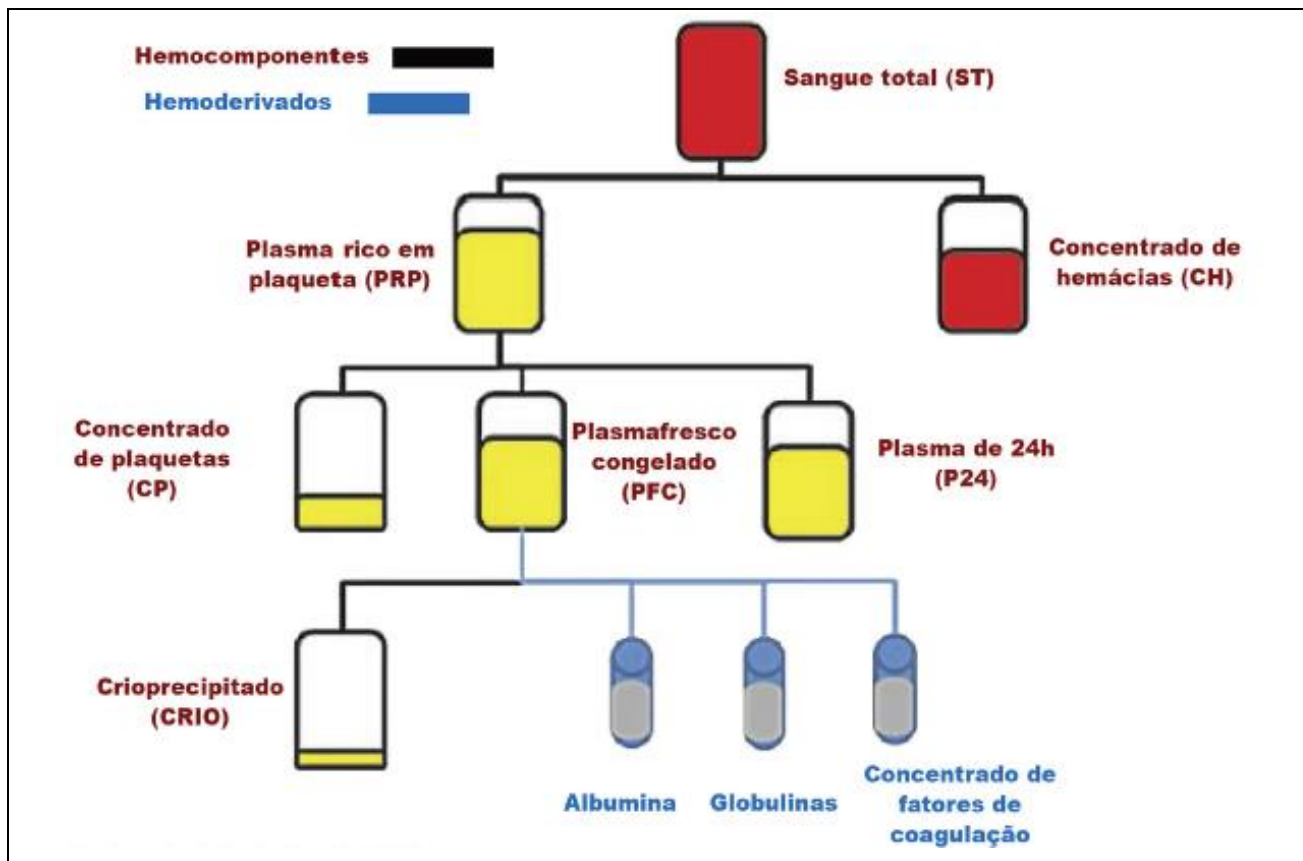 Hemocomponentes
Hemoderivados
Sangue total (ST)
Plasma rico em
plaqueta (PRP)
Concentrado de
hemácias (CH)
Concentrado
de plaquetas
(CP)
Plasmafresco
congelado
(PFC)
Plasma de 24h
(P24)
Crioprecipitado
(CRIO)
Albumina
Globulinas
Concentrado de
fatores de
coagulação